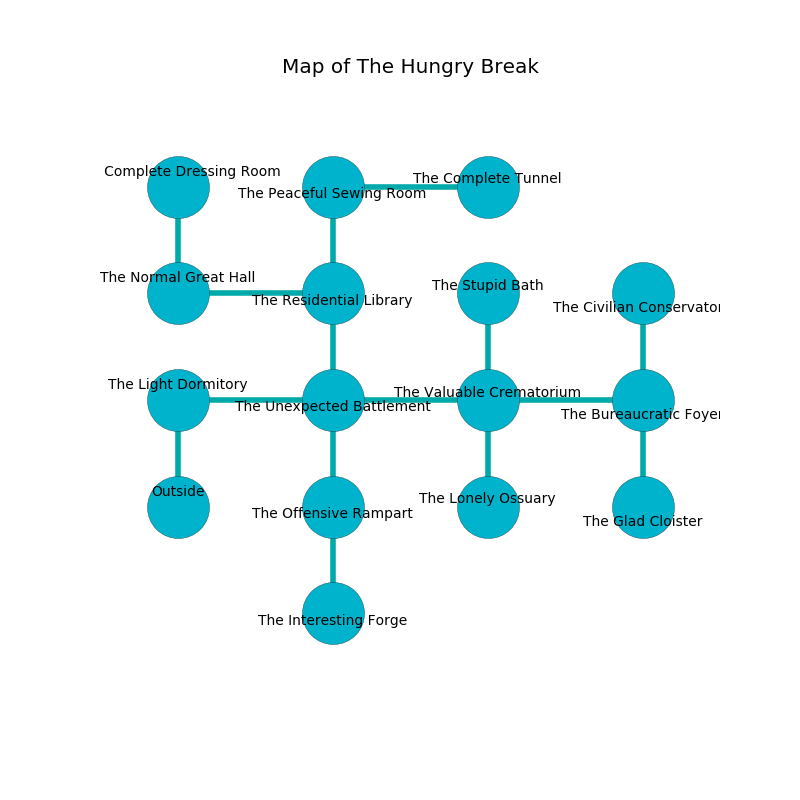 Map of The Hungry Break
Complete Dressing Room
The Complete Tunnel
The Peaceful Sewing Room
The Normal Great Hall
The Stupid Bath
The Residential Library
The Civilian Conservator
The Light Dormitory
The Valuable Crematorium
The Unexpected Battlement
The Bureaucratic Foyer
Outside
The Lonely Ossuary
The Offensive Rampart
The Glad Cloister
The Interesting Forge